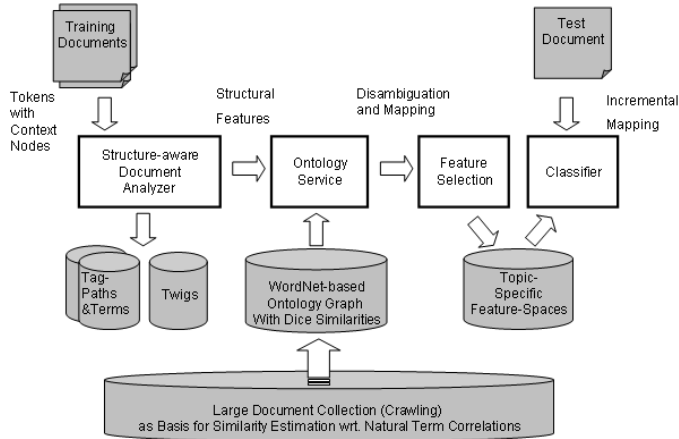 Training
Documents
Test
Document
Tokens
with
Context
Nodes
Structural
Features
Disambiguation
and Mapping
Incremental
Mapping
Structure-aware
Document
Analyzer
Ontology
Service
Feature
Selection
Classifier
Tag-
Paths
&Terms
Twigs
WordNet-based
Ontology Graph
With Dice Similarities
Topic-
Specific
Feature-Spaces
Large Document Collection (Crawling)
as Basis for Similarity Estimation wrt. Natural Term Correlations